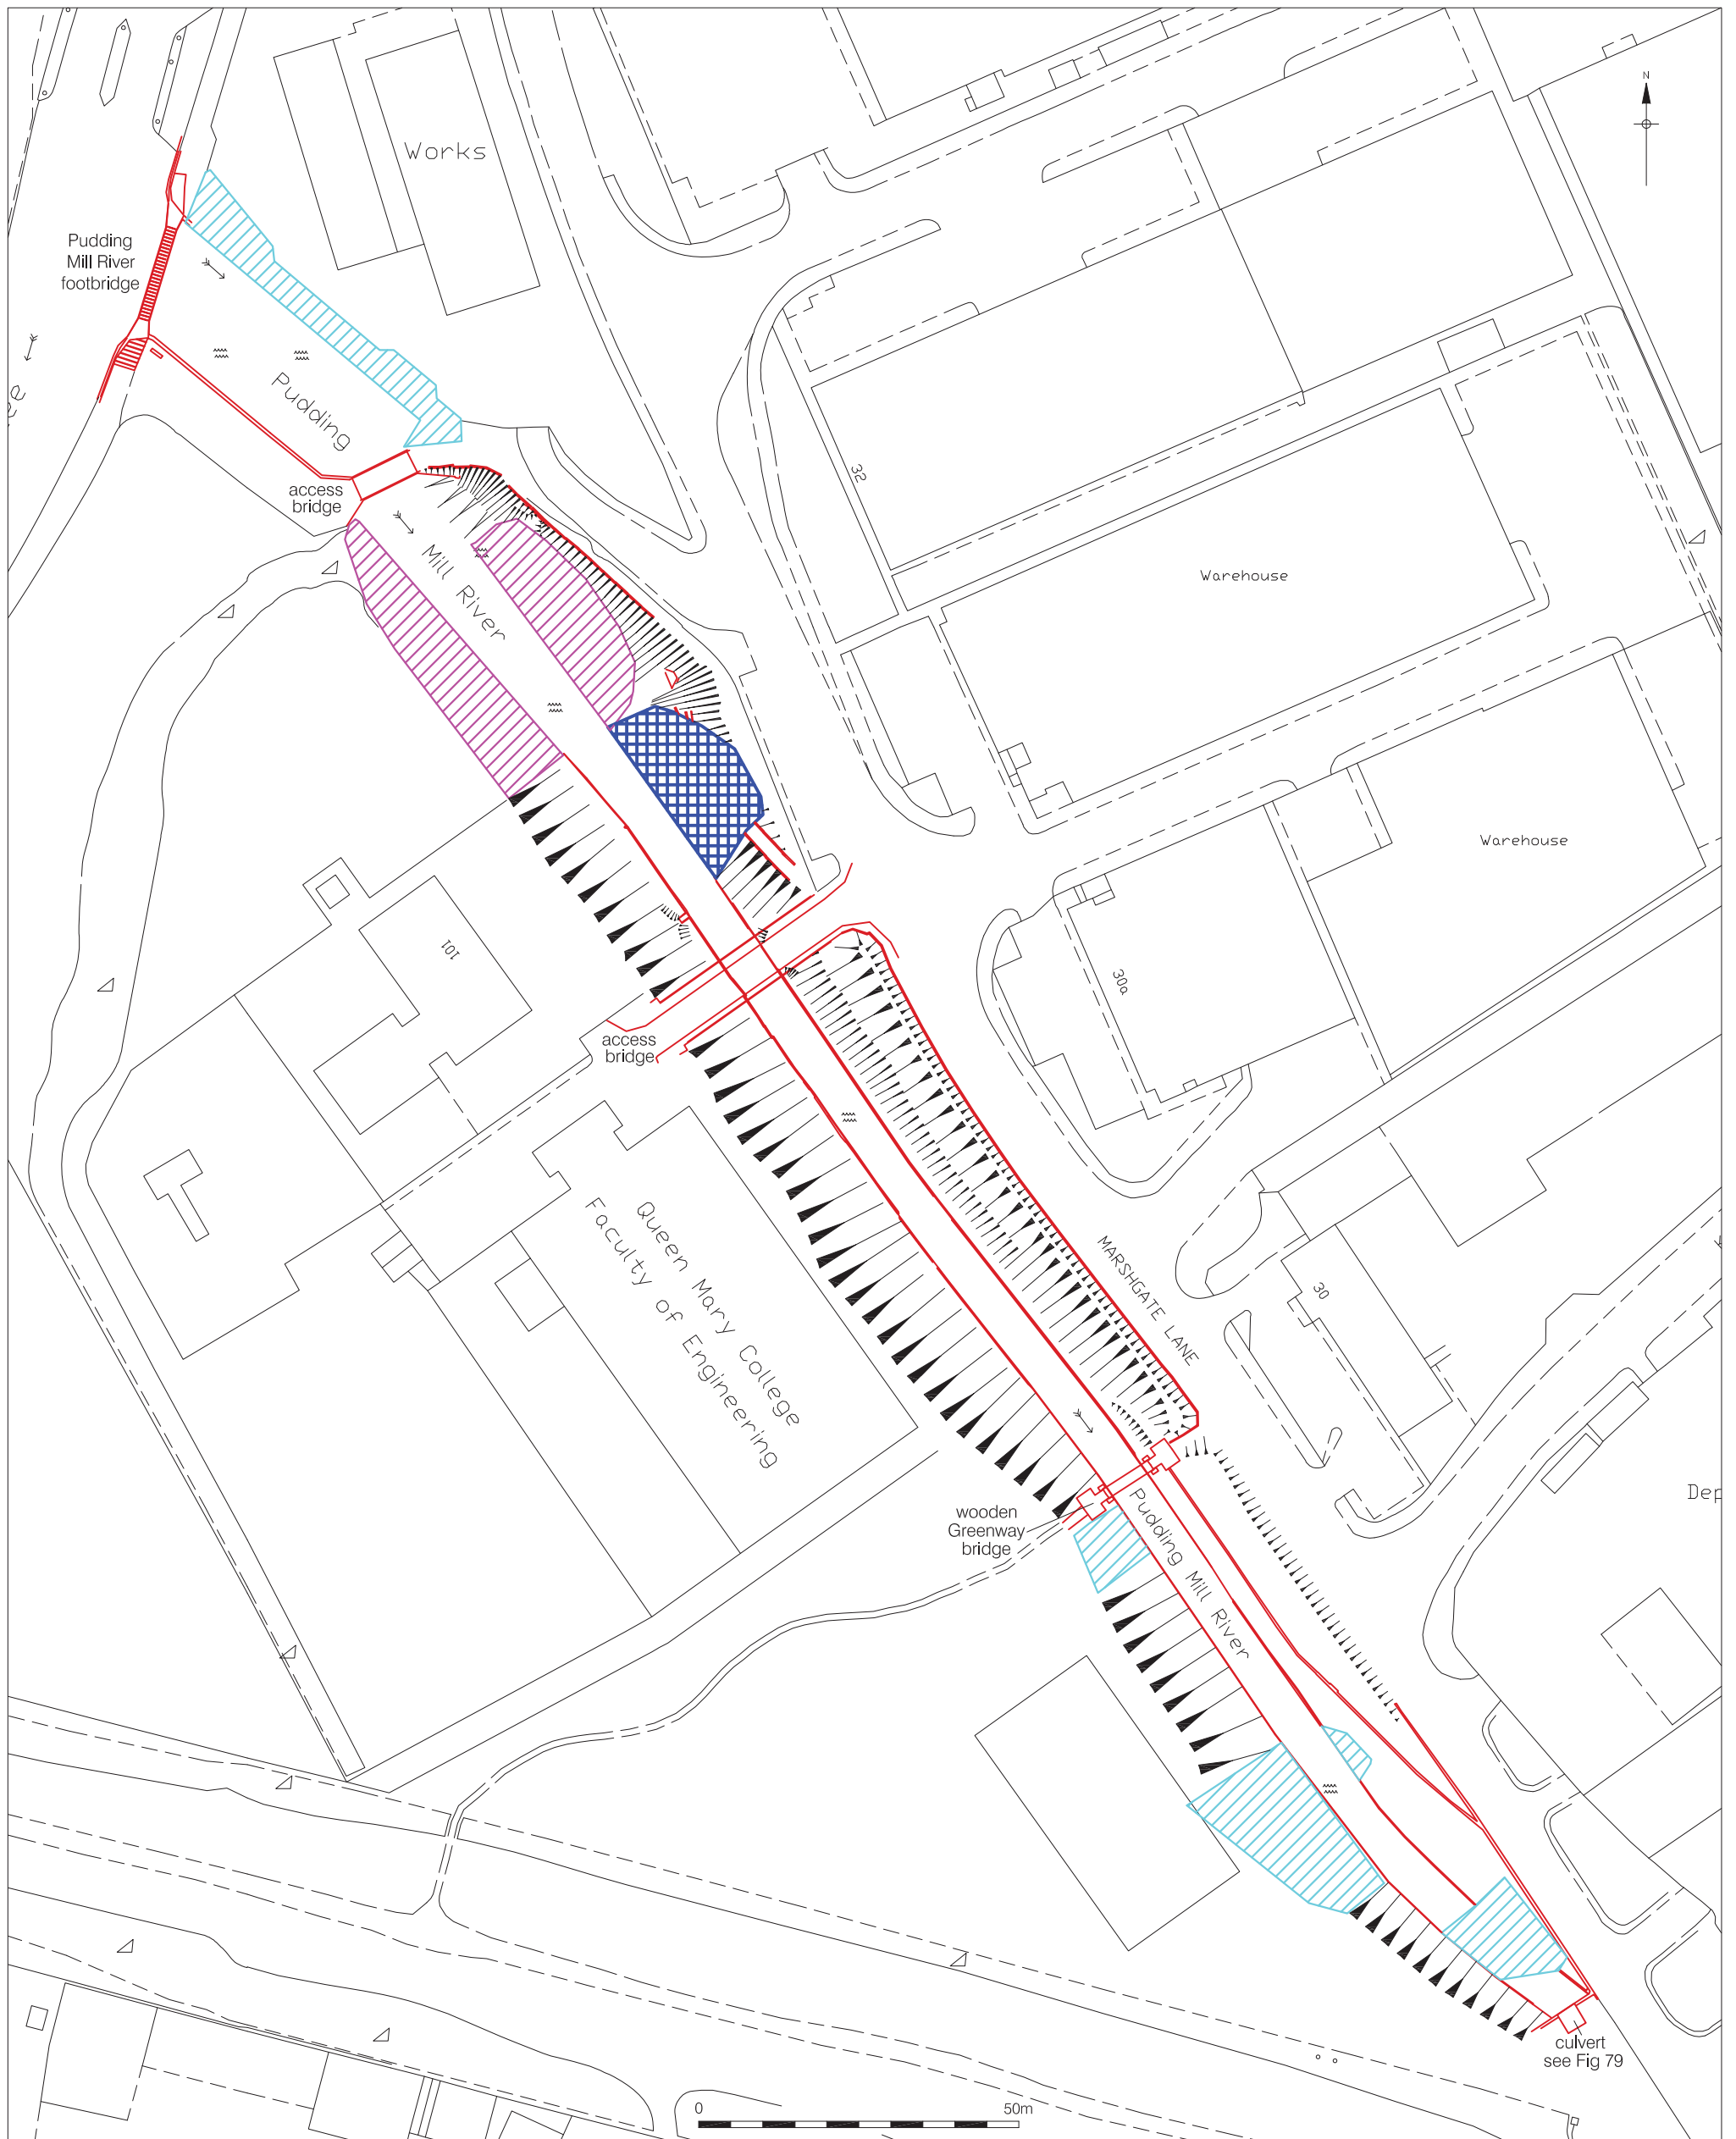 N
Works
Pudding
Mill River
footbridge
Pudding
access
bridge
Mill River
32
Warehouse
Warehouse
101
30a
access
bridge
Queen Mary College
Faculty of Engineering
MARSHGATE LANE
30
wooden
Greenway
bridge
Pudding Mill River
culvert
see Fig 79
0 50m